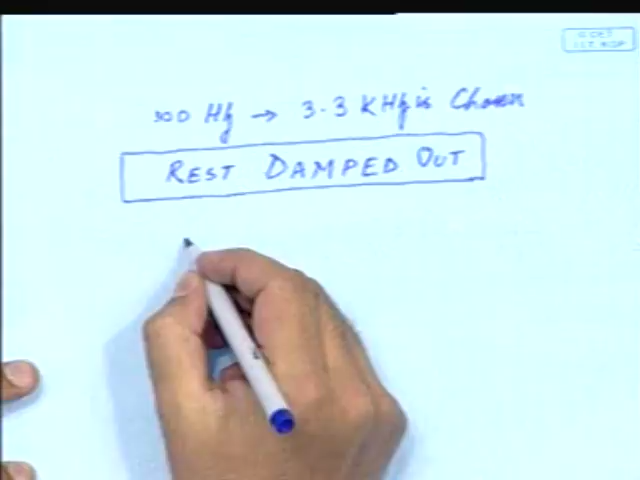 300 Hz → 3.3 KHz is Chosen
REST DAMPED OUT